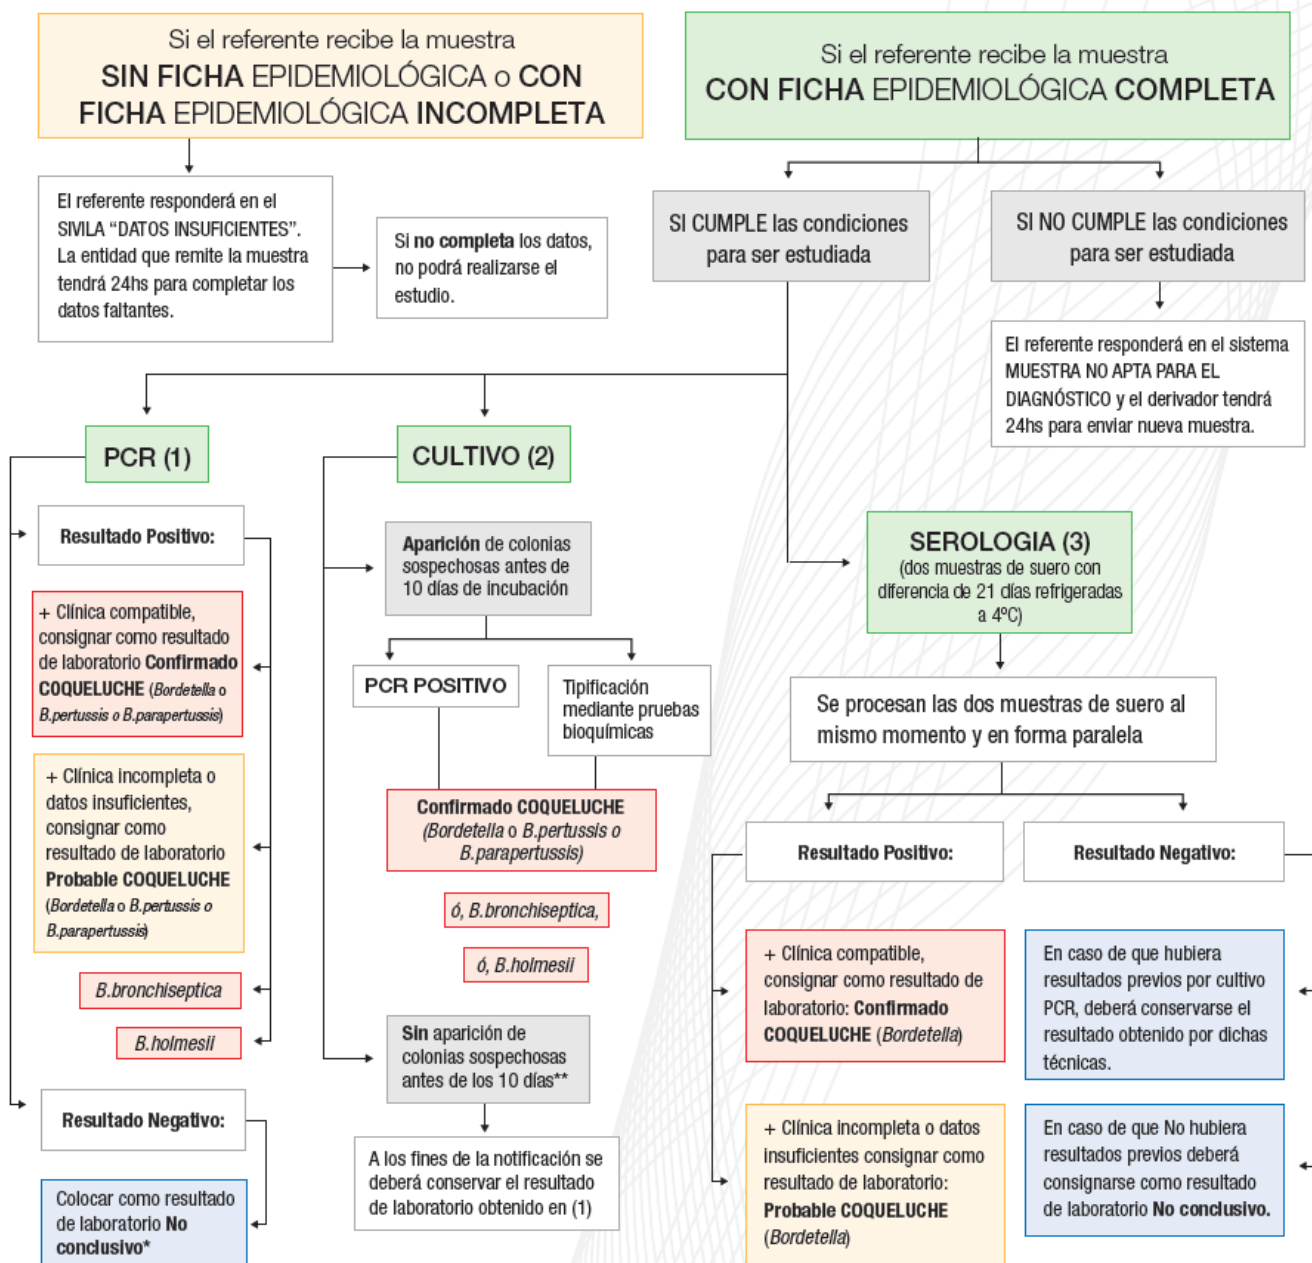 Si el referente recibe la muestra
SIN FICHA EPIDEMIOLÓGICA o CON
FICHA EPIDEMIOLÓGICA INCOMPLETA
Si el referente recibe la muestra
CON FICHA EPIDEMIOLÓGICA COMPLETA
El referente responderá en el
SIVILA “DATOS INSUFICIENTES”.
La entidad que remite la muestra
tendrá 24hs para completar los
datos faltantes.
Si no completa los datos,
no podrá realizarse el
estudio.
SI CUMPLE las condiciones
para ser estudiada
SI NO CUMPLE las condiciones
para ser estudiada
El referente responderá en el sistema
MUESTRA NO APTA PARA EL
DIAGNÓSTICO y el derivador tendrá
24hs para enviar nueva muestra.
PCR (1)
Resultado Positivo:
+ Clínica compatible,
consignar como resultado
de laboratorio Confirmado
COQUELUCHE (Bordetella o
B.pertussis o B.parapertussis)
+ Clínica incompleta o
datos insuficientes,
consignar como
resultado de laboratorio
Probable COQUELUCHE
(Bordetella o B.pertussis o
B.parapertussis)
B.bronchiseptica
B.holmesii
Resultado Negativo:
Colocar como resultado
de laboratorio No
conclusivo*
CULTIVO (2)
Aparición de colonias
sospechosas antes de
10 días de incubación
PCR POSITIVO
Tipificación
mediante pruebas
bioquímicas
Confirmado COQUELUCHE
(Bordetella o B.pertussis o
B.parapertussis)
ó, B.bronchiseptica,
ó, B.holmesii
Sin aparición de
colonias sospechosas
antes de los 10 días**
A los fines de la notificación se
deberá conservar el resultado
de laboratorio obtenido en (1)
SEROLOGIA (3)
(dos muestras de suero con
diferencia de 21 días refrigeradas
a 4ºC)
Se procesan las dos muestras de suero al
mismo momento y en forma paralela
Resultado Positivo:
+ Clínica compatible,
consignar como resultado de
laboratorio: Confirmado
COQUELUCHE (Bordetella)
+ Clínica incompleta o datos
insuficientes consignar como
resultado de laboratorio:
Probable COQUELUCHE
(Bordetella)
Resultado Negativo:
En caso de que hubiera
resultados previos por cultivo
PCR, deberá conservarse el
resultado obtenido por dichas
técnicas.
En caso de que No hubiera
resultados previos deberá
consignarse como resultado
de laboratorio No conclusivo.